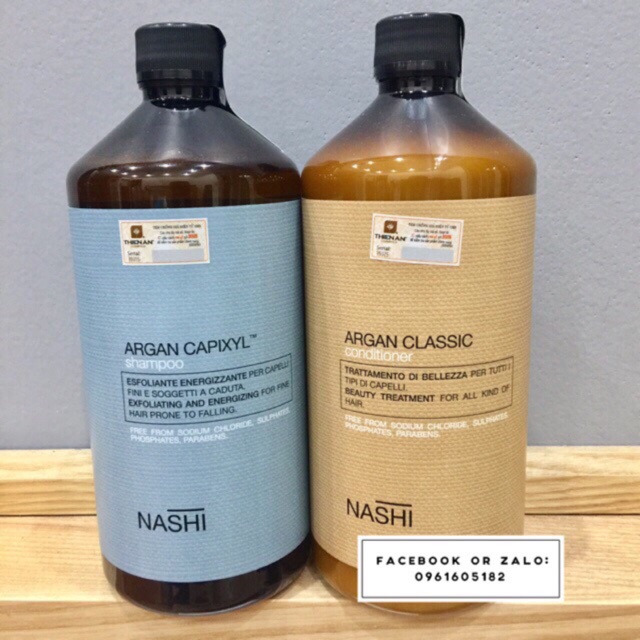 THIENAN
ARGAN CAPIXYL™
shampoo
ESFOLIANTE ENERGIZZANTE PER CAPELLI
FINI E SOGGETTI A CADUTA.
EXFOLIATING AND ENERGIZING FOR FINE
HAIR PRONE TO FALLING.
FREE FROM SODIUM CHLORIDE, SULPHATES,
PHOSPHATES, PARABENS.
NASHI
THIENAN
ARGAN CLASSIC
conditioner
TRATTAMENTO DI BELLEZZA PER TUTTI I
TIPI DI CAPELLI.
BEAUTY TREATMENT FOR ALL KIND OF
HAIR.
FREE FROM SODIUM CHLORIDE, SULPHATES,
PHOSPHATES, PARABENS.
NASHI
FACEBOOK OR ZALO:
0961605182